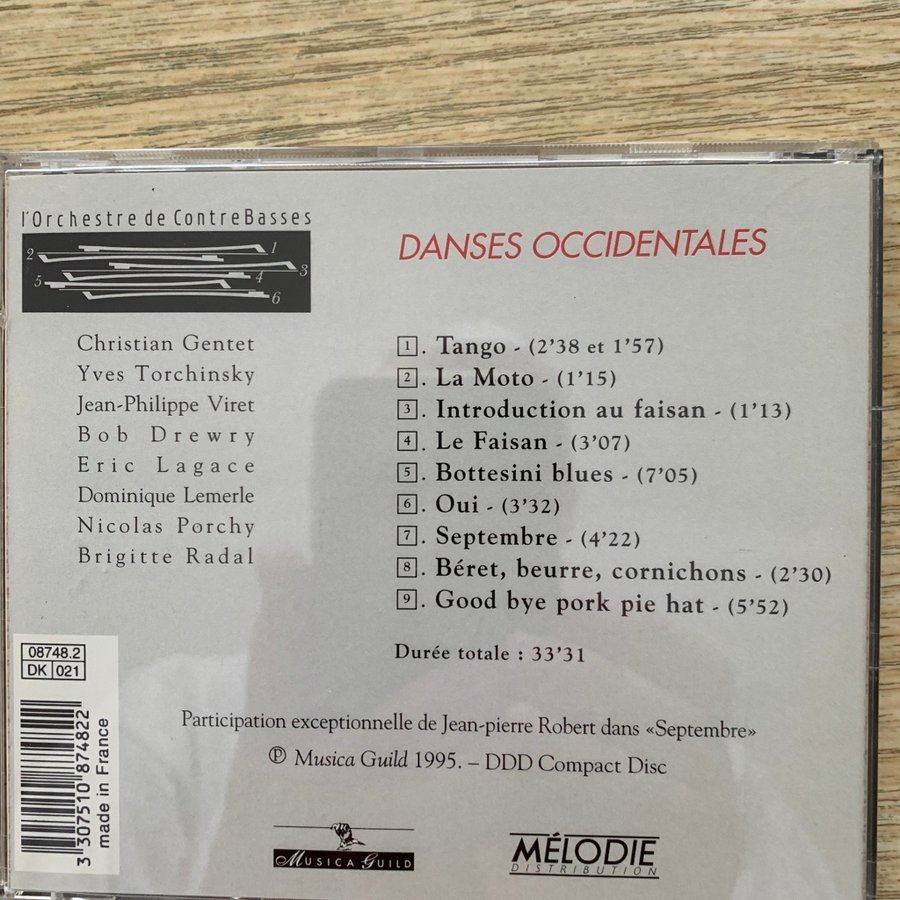 l'Orchestre de ContreBasses
1
2
3
4
5
6
Christian Gentet
Yves Torchinsky
Jean-Philippe Viret
Bob Drewry
Eric Lagace
Dominique Lemerle
Nicolas Porchy
Brigitte Radal
DANSES OCCIDENTALES
1. Tango - (2'38 et 1'57)
2. La Moto - (1'15)
3. Introduction au faisan - (1'13)
4. Le Faisan - (3'07)
5. Bottesini blues - (7'05)
6. Oui - (3'32)
7. Septembre - (4'22)
8. Béret, beurre, cornichons - (2'30)
9. Good bye pork pie hat - (5'52)
Durée totale : 33'31
08748.2
DK 021
3 307510 874822
made in France
Participation exceptionnelle de Jean-pierre Robert dans «Septembre»
℗ Musica Guild 1995. – DDD Compact Disc
MUSICA GUILD
MÉLODIE
DISTRIBUTION